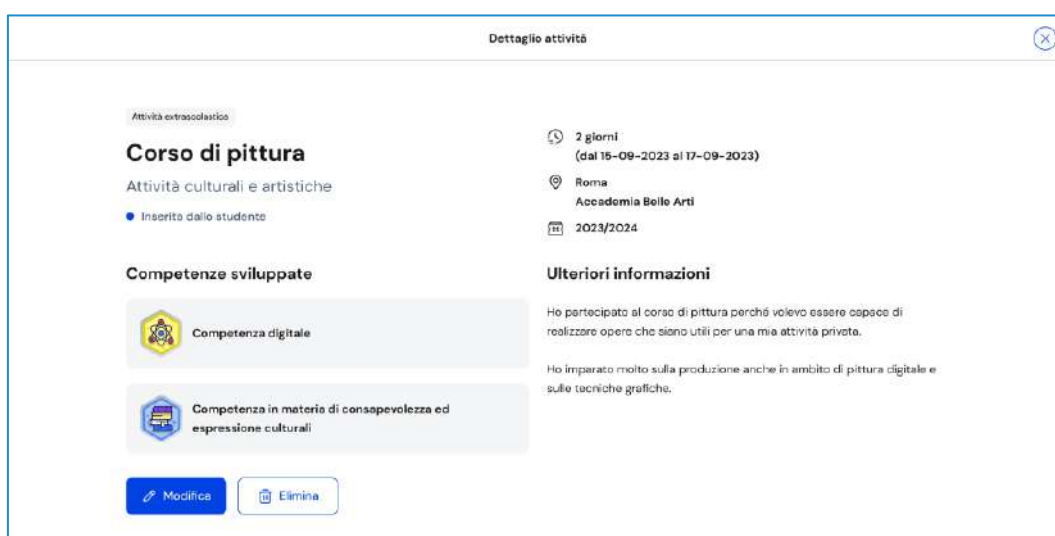 Dettaglio attività
Attività extrascolastica
Corso di pittura
Attività culturali e artistiche
Inserito dallo studente
2 giorni
(dal 15-09-2023 al 17-09-2023)
Roma
Accademia Belle Arti
2023/2024
Competenze sviluppate
Competenza digitale
Competenza in materia di consapevolezza ed
espressione culturali
Ulteriori informazioni
Ho partecipato al corso di pittura perché volevo essere capace di
realizzare opere che siano utili per una mia attività privata.
Ho imparato molto sulla produzione anche in ambito di pittura digitale e
sulle tecniche grafiche.
Modifica
Elimina